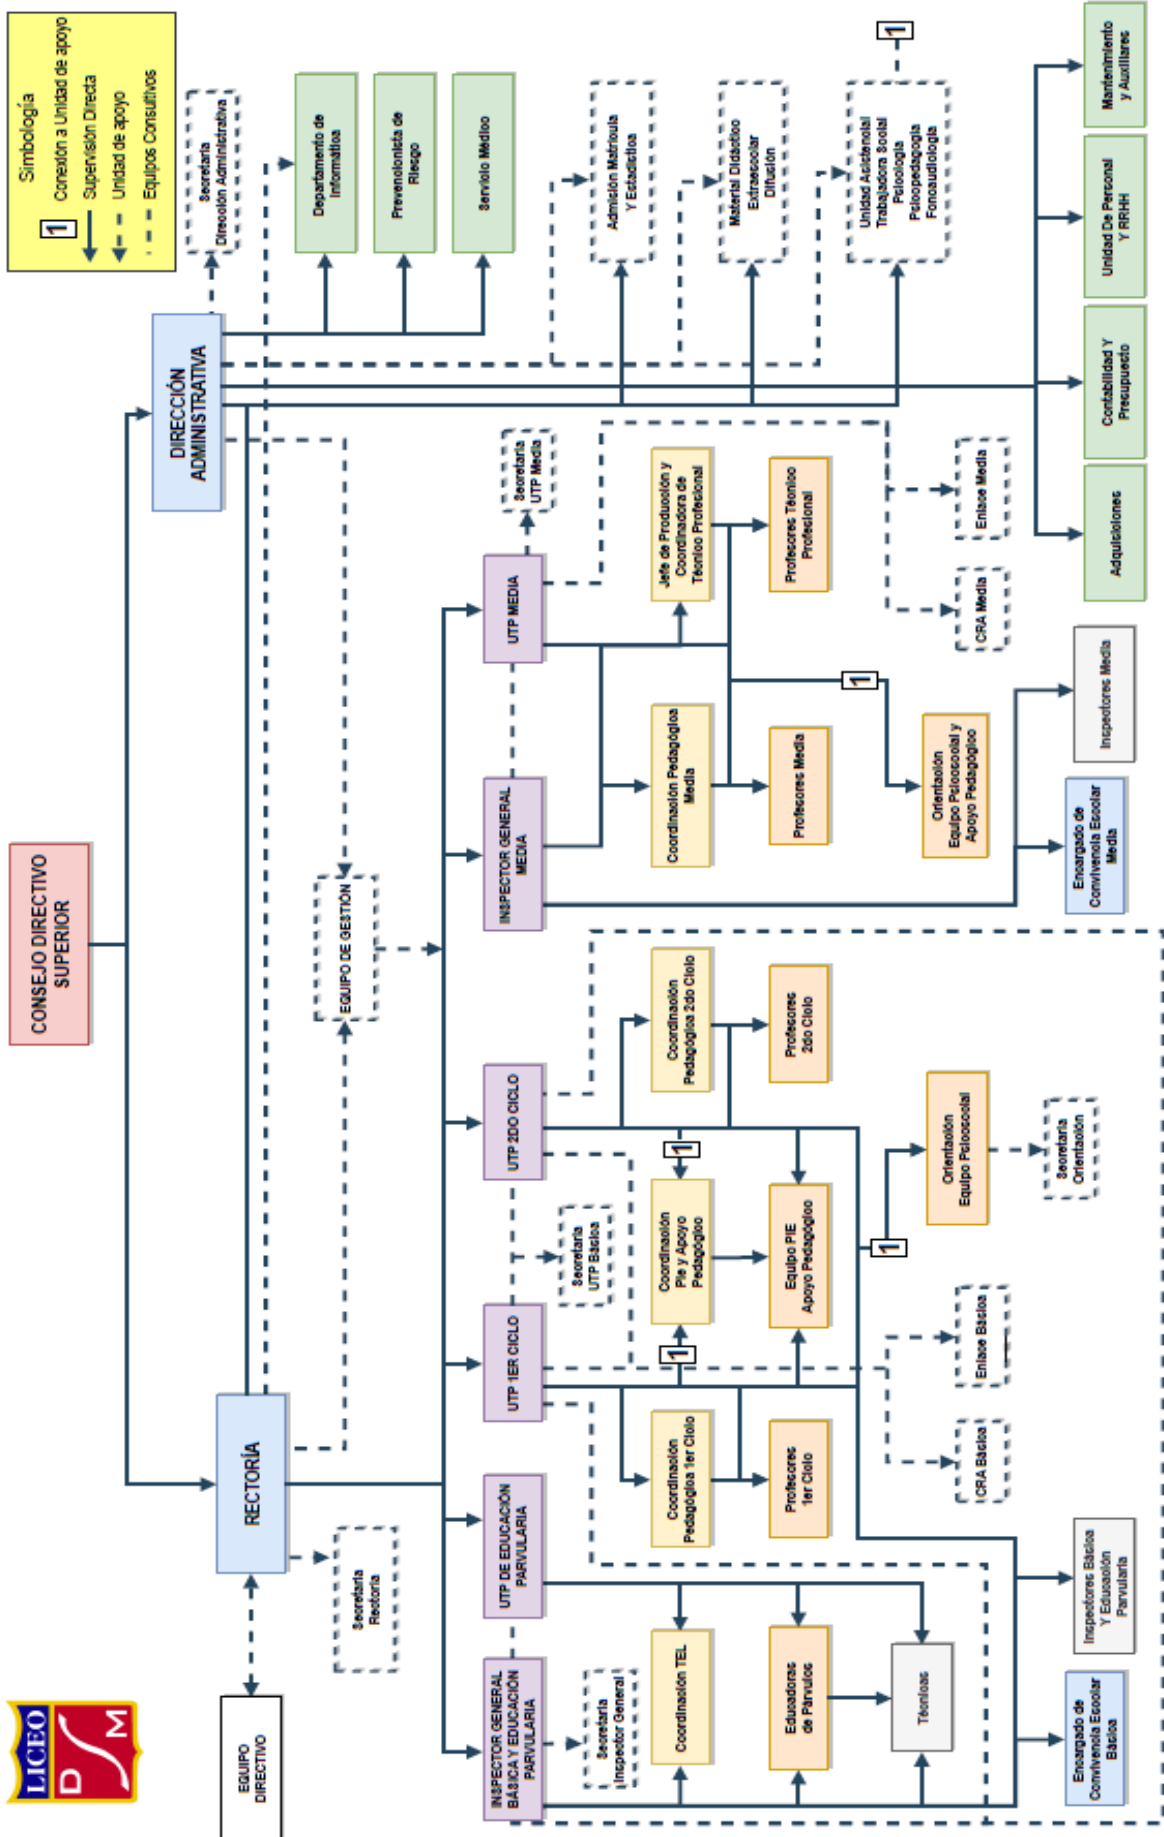 LICEO
D S M
CONSEJO DIRECTIVO
SUPERIOR
Simbología
1
Conexión a Unidad de apoyo
Supervisión Directa
Unidad de apoyo
Equipos Consultivos
RECTORÍA
DIRECCIÓN
ADMINISTRATIVA
Secretaria
Dirección Administrativa
EQUIPO
DIRECTIVO
Secretaria
Rectoría
EQUIPO DE GESTIÓN
Departamento de
Informática
Prevencionista de
Riesgo
Servicio Médico
INSPECTOR GENERAL
BÁSICA Y EDUCACIÓN
PARVULARIA
UTP DE EDUCACIÓN
PARVULARIA
UTP 1ER CICLO
UTP 2DO CICLO
INSPECTOR GENERAL
MEDIA
UTP MEDIA
Secretaria
UTP Media
Secretaria
Inspector General
Secretaria
UTP Básica
Admisión Matrícula
Y Estadística
Coordinación TEL
Coordinación
Pedagógica 1er Ciclo
1
Coordinación
Pie y Apoyo
Pedagógico
1
Coordinación
Pedagógica 2do Ciclo
Coordinación Pedagógica
Media
Jefe de Producción y
Coordinadora de
Técnico Profesional
Material Didáctico
Extraescolar
Difusión
Educadoras
de Párvulos
Profesores
1er Ciclo
Equipo PIE
Apoyo Pedagógico
Profesores
2do Ciclo
Profesores Media
Profesores Técnico
Profesional
Unidad Asistenial
Trabajadora Social
Psicología
Psicopedagogía
Fonoaudiología
1
1
1
Técnicas
CRA Básica
Enlace Básica
Orientación
Equipo Psicosocial
Orientación
Equipo Psicosocial y
Apoyo Pedagógico
CRA Media
Enlace Media
Secretaria
Orientación
Encargado de
Convivencia Escolar
Básica
Inspectores Básica
Y Educación
Parvularia
Encargado de
Convivencia Escolar
Media
Inspectores Media
Adquisiciones
Contabilidad Y
Presupuesto
Unidad De Personal
Y RRHH
Mantenimiento
y Auxiliares